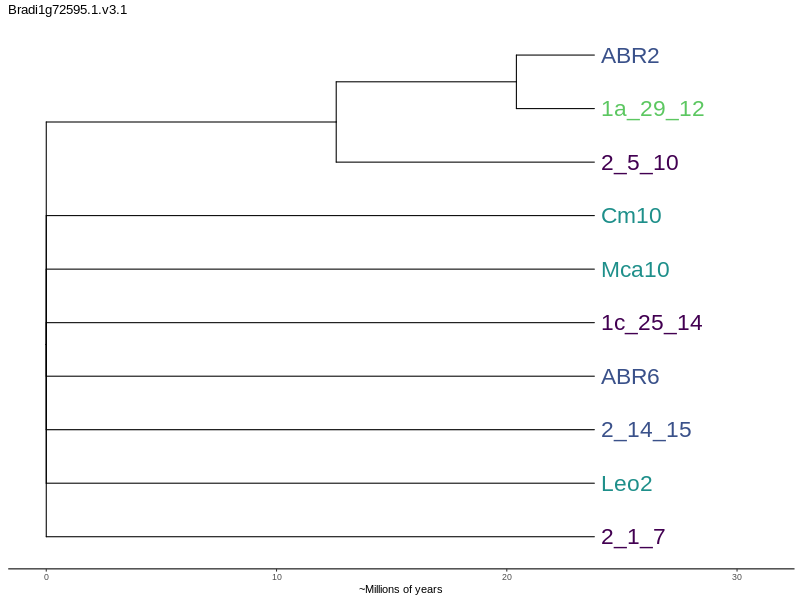 Bradi1g72595.1.v3.1
ABR2
1a_29_12
2_5_10
Cm10
Mca10
1c_25_14
ABR6
2_14_15
Leo2
2_1_7
0 10 20 30
~Millions of years